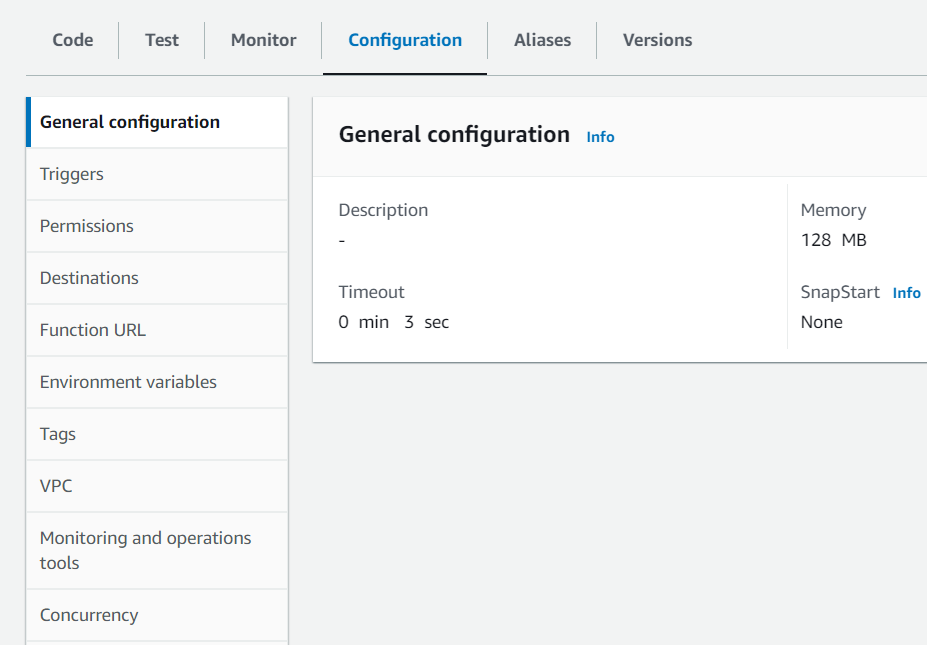 Code Test Monitor Configuration Aliases Versions
General configuration
Triggers
Permissions
Destinations
Function URL
Environment variables
Tags
VPC
Monitoring and operations
tools
Concurrency
General configuration Info
Description
-
Timeout
0 min 3 sec
Memory
128 MB
SnapStart Info
None